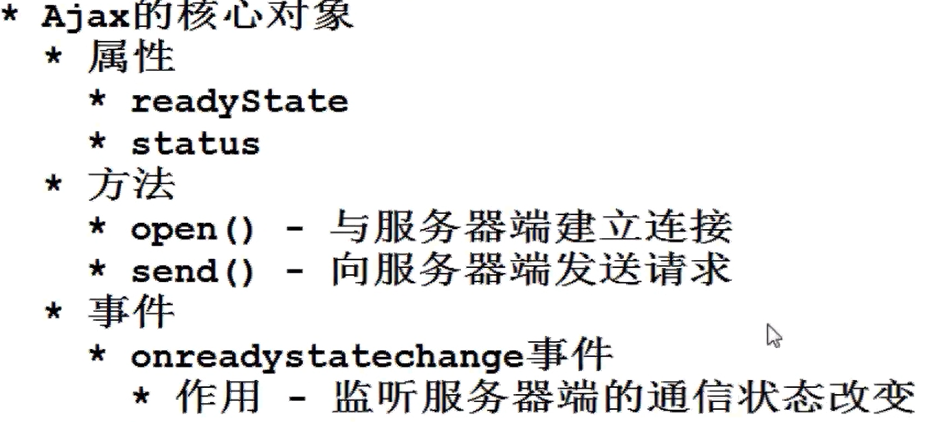 * Ajax的核心对象
* 属性
* readyState
* status
* 方法
* open() - 与服务器端建立连接
* send() - 向服务器端发送请求
* 事件
* onreadystatechange事件
* 作用 - 监听服务器端的通信状态改变